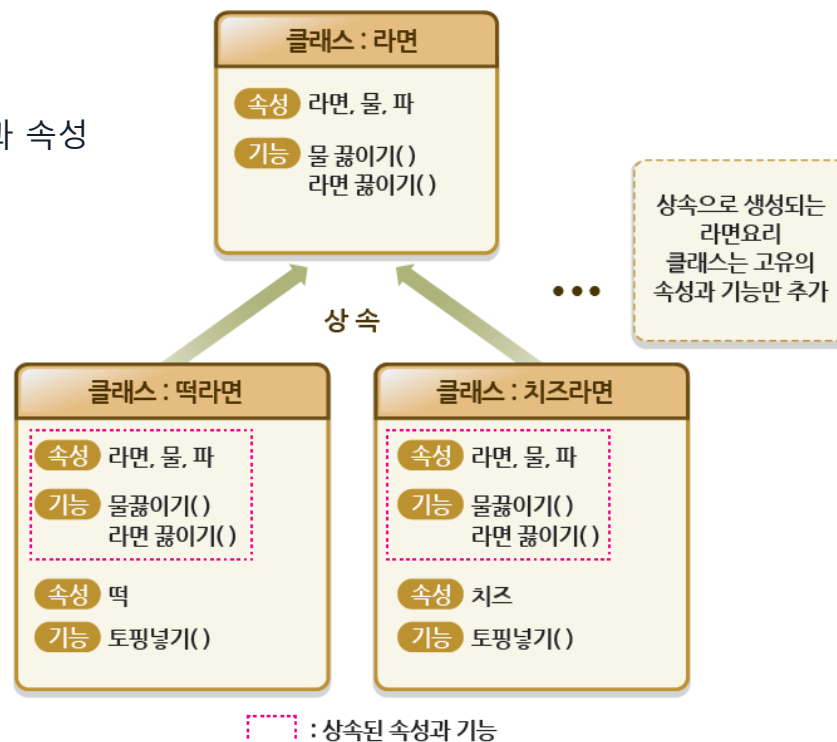 클래스 : 라면
과 속성
속성 라면, 물, 파
기능 물 끓이기( )
라면 끓이기( )
상속으로 생성되는
라면요리
클래스는 고유의
속성과 기능만 추가
•••
상 속
클래스 : 떡라면
속성 라면, 물, 파
기능 물끓이기( )
라면 끓이기( )
속성 떡
기능 토핑넣기( )
클래스 : 치즈라면
속성 라면, 물, 파
기능 물끓이기( )
라면 끓이기( )
속성 치즈
기능 토핑넣기( )
: 상속된 속성과 기능